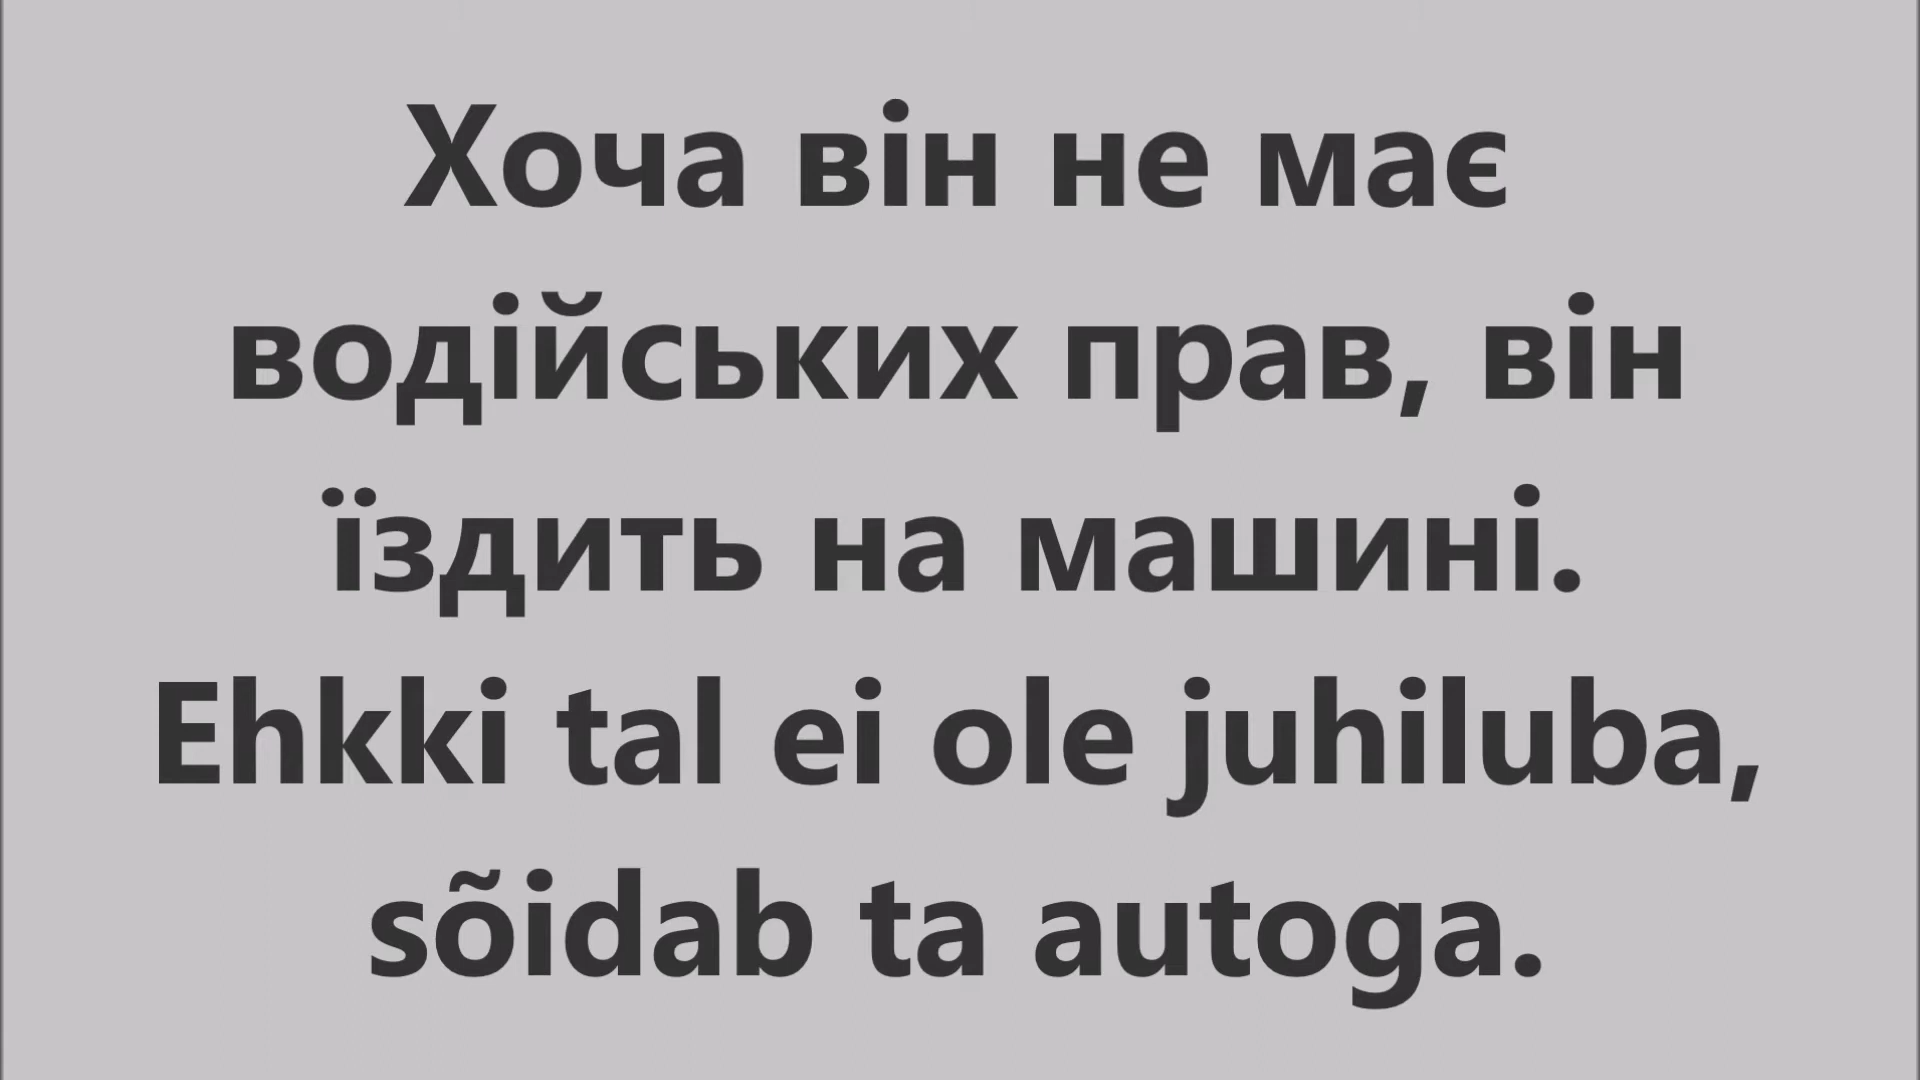 Хоча він не має
водійських прав, він
їздить на машині.
Ehkki tal ei ole juhiluba,
sõidab ta autoga.